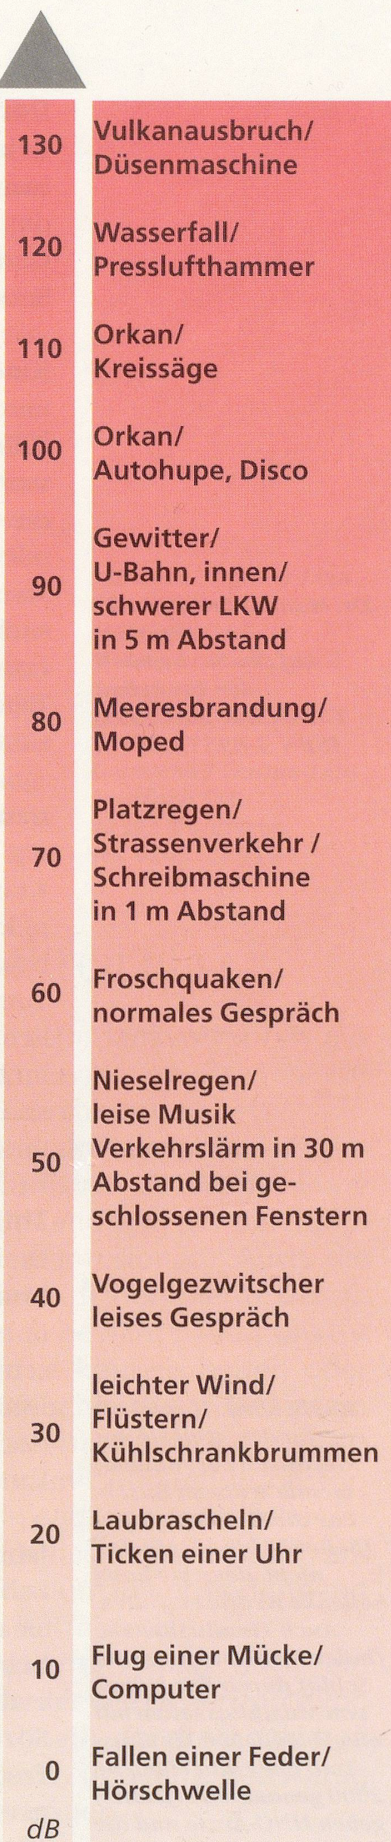 130 Vulkanausbruch/
Düsenmaschine
120 Wasserfall/
Presslufthammer
110 Orkan/
Kreissäge
100 Orkan/
Autohupe, Disco
Gewitter/
90 U-Bahn, innen/
schwerer LKW
in 5 m Abstand
80 Meeresbrandung/
Moped
Platzregen/
Strassenverkehr /
70 Schreibmaschine
in 1 m Abstand
60 Froschquaken/
normales Gespräch
Nieselregen/
leise Musik
50 Verkehrslärm in 30 m
Abstand bei ge-
schlossenen Fenstern
40 Vogelgezwitscher
leises Gespräch
leichter Wind/
30 Flüstern/
Kühlschrankbrummen
20 Laubrascheln/
Ticken einer Uhr
10 Flug einer Mücke/
Computer
0 Fallen einer Feder/
Hörschwelle
dB